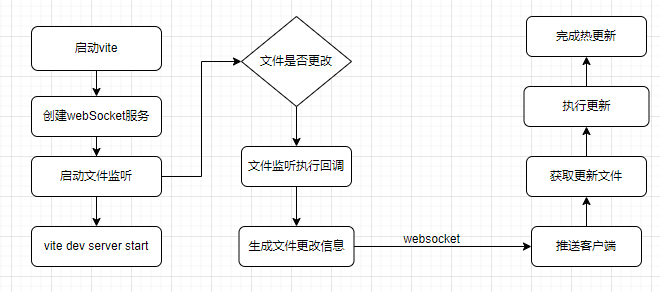 启动vite
创建webSocket服务
启动文件监听
vite dev server start
文件是否更改
文件监听执行回调
生成文件更改信息
websocket
推送客户端
获取更新文件
执行更新
完成热更新